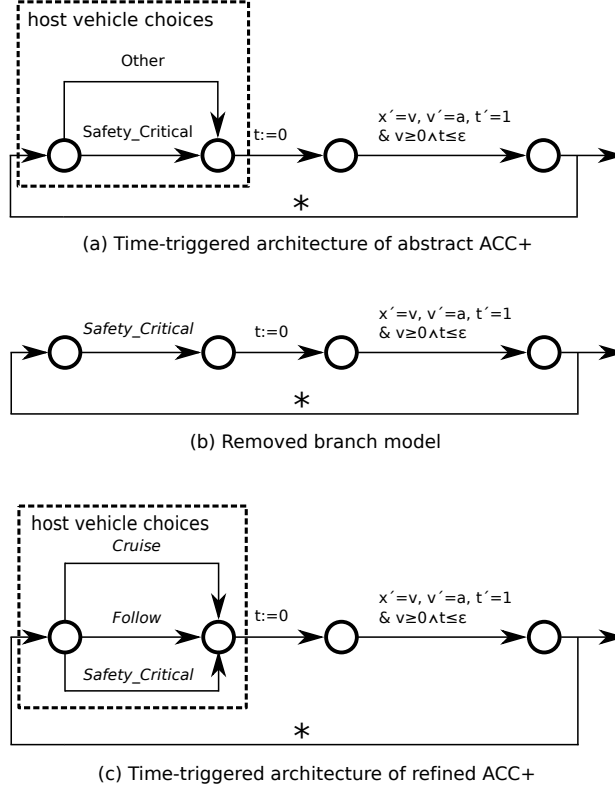 host vehicle choices
Other
Safety_Critical
t:=0
x´=v, v´=a, t´=1
& v≥0∧t≤ε
*
(a) Time-triggered architecture of abstract ACC+
Safety_Critical
t:=0
x´=v, v´=a, t´=1
& v≥0∧t≤ε
*
(b) Removed branch model
host vehicle choices
Cruise
Follow
Safety_Critical
t:=0
x´=v, v´=a, t´=1
& v≥0∧t≤ε
*
(c) Time-triggered architecture of refined ACC+